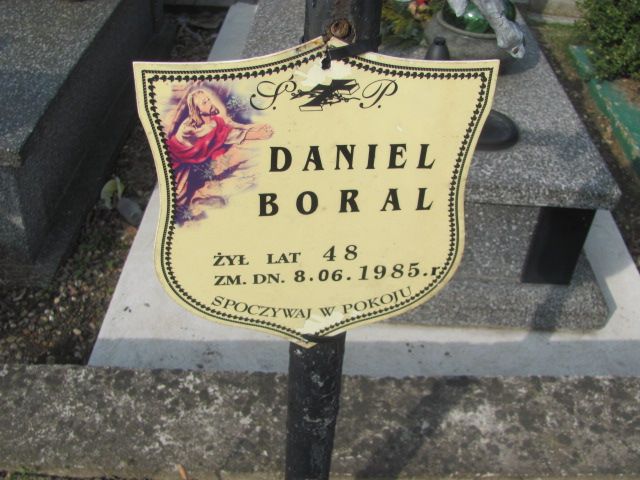 Ś. P.
DANIEL
BORAL
ŻYŁ LAT 48
ZM. DN. 8.06.1985.r
SPOCZYWAJ W POKOJU